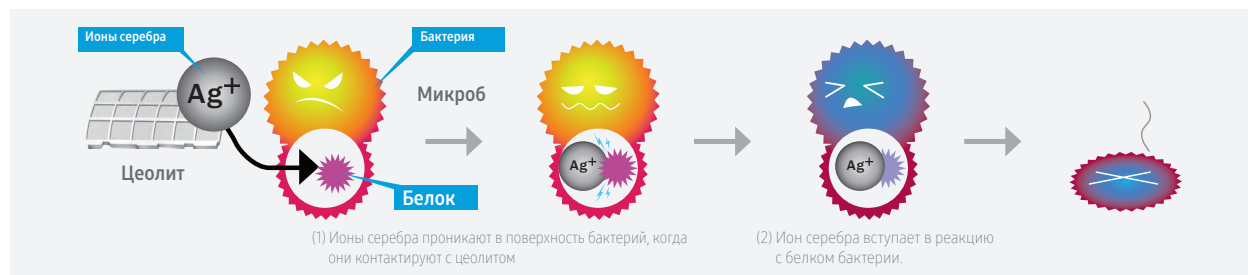 Ионы серебра
Ag+
Цеолит
Бактерия
Микроб
Белок
Ag+
Ag+
(1) Ионы серебра проникают в поверхность бактерий, когда
они контактируют с цеолитом
(2) Ион серебра вступает в реакцию
с белком бактерии.